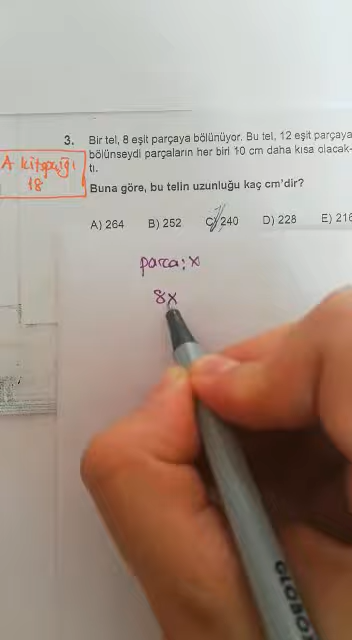 3. Bir tel, 8 eşit parçaya bölünüyor. Bu tel, 12 eşit parçaya
bölünseydi parçaların her biri 10 cm daha kısa olacak-
tı.
A kitapçığı
18
Buna göre, bu telin uzunluğu kaç cm'dir?
A) 264 B) 252 C) 240 D) 228 E) 216
parca: x
8x
GLOBOX